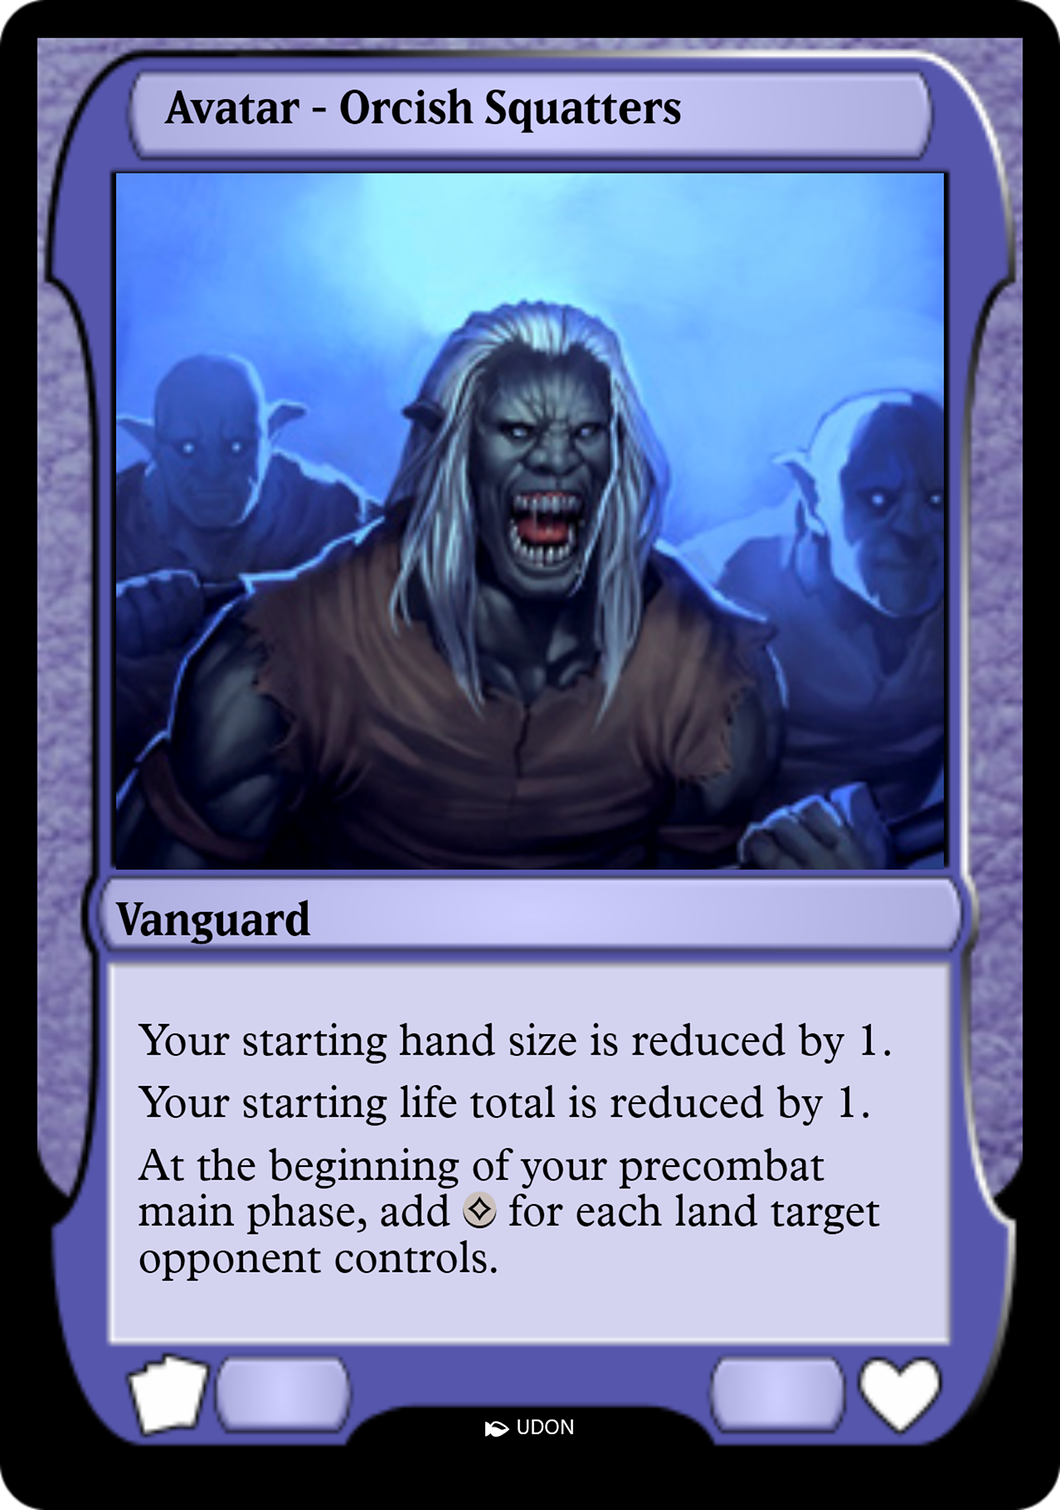 Avatar - Orcish Squatters
Vanguard
Your starting hand size is reduced by 1.
Your starting life total is reduced by 1.
At the beginning of your precombat
main phase, add for each land target
opponent controls.
UDON